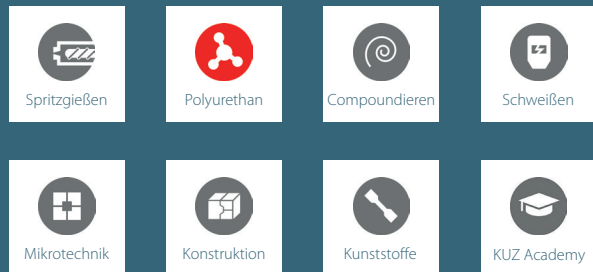 Spritzgießen
Polyurethan
Compoundieren
Schweißen
Mikrotechnik
Konstruktion
Kunststoffe
KUZ Academy